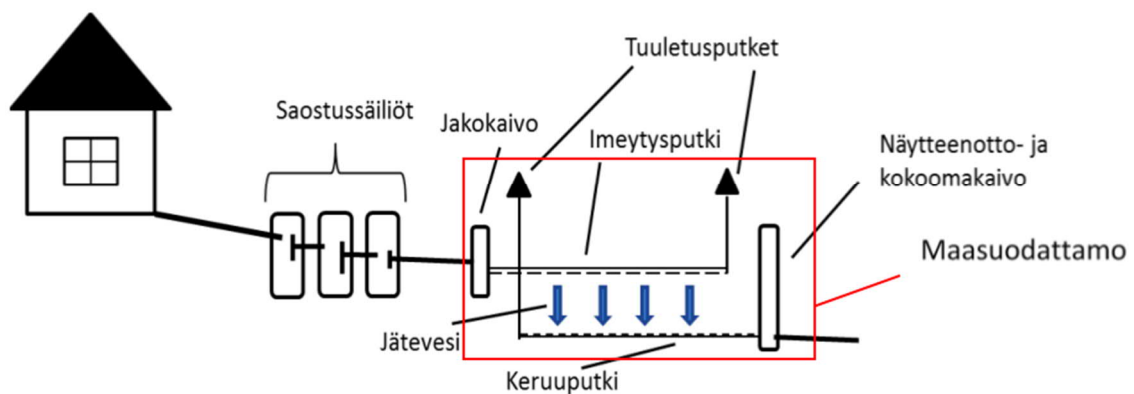 Tuuletusputket
Saostussäiliöt
Jakokaivo
Imeytysputki
Näytteenotto- ja
kokoomakaivo
Maasuodattamo
Jätevesi
Keruuputki